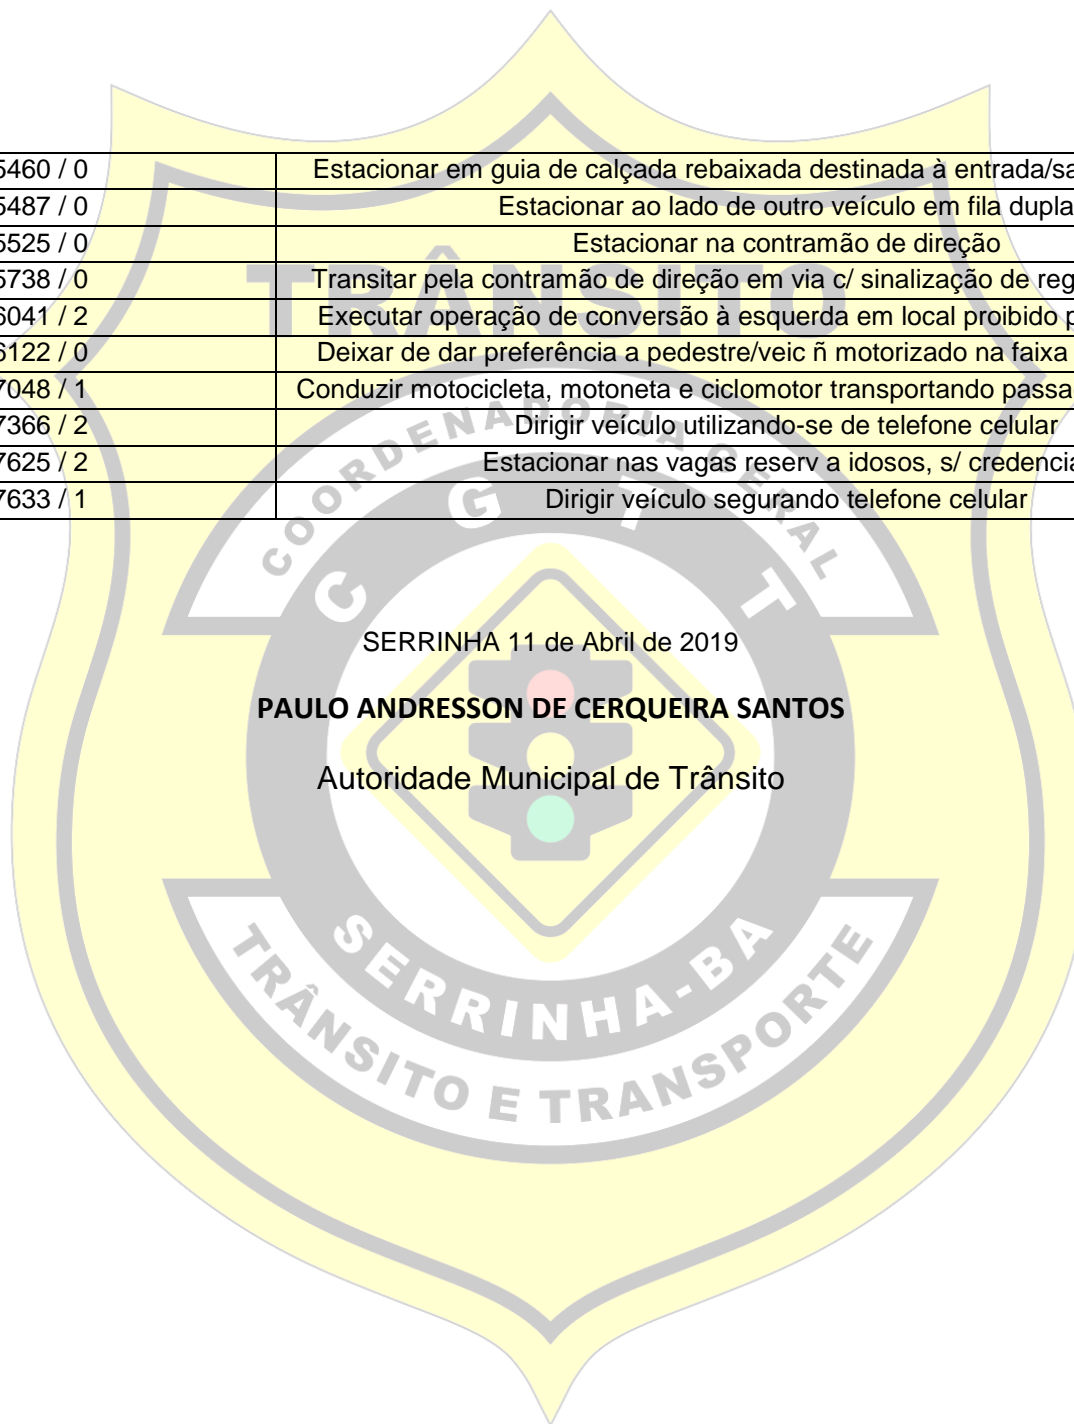 5460 / 0 Estacionar em guia de calçada rebaixada destinada à entrada/sa
5487 / 0 Estacionar ao lado de outro veículo em fila dupla
5525 / 0 Estacionar na contramão de direção
5738 / 0 Transitar pela contramão de direção em via c/ sinalização de reg
6041 / 2 Executar operação de conversão à esquerda em local proibido p
6122 / 0 Deixar de dar preferência a pedestre/veic ñ motorizado na faixa
7048 / 1 Conduzir motocicleta, motoneta e ciclomotor transportando passa
7366 / 2 Dirigir veículo utilizando-se de telefone celular
7625 / 2 Estacionar nas vagas reserv a idosos, s/ credencia
7633 / 1 Dirigir veículo segurando telefone celular
TRÂNSITO
COORDENADORIA GERAL
C G T T
SERRINHA 11 de Abril de 2019
PAULO ANDRESSON DE CERQUEIRA SANTOS
Autoridade Municipal de Trânsito
SERRINHA-BA
TRÂNSITO E TRANSPORTE